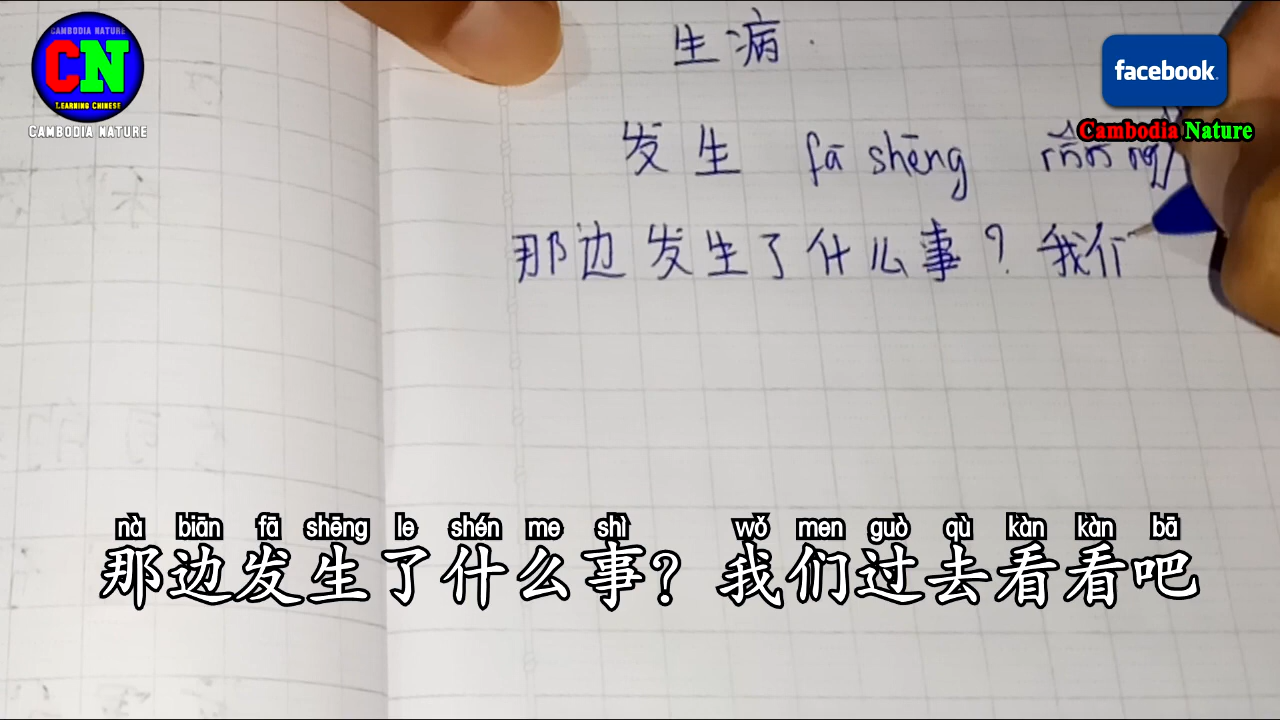 CAMBODIA NATURE
CN
LEARNING CHINESE
CAMBODIA NATURE
facebook
Cambodia Nature
生病.
发生 fā shēng
那边发生了什么事? 我们
nà biān fā shēng le shén me shì wǒ men guò qù kàn kàn bā
那边发生了什么事? 我们过去看看吧